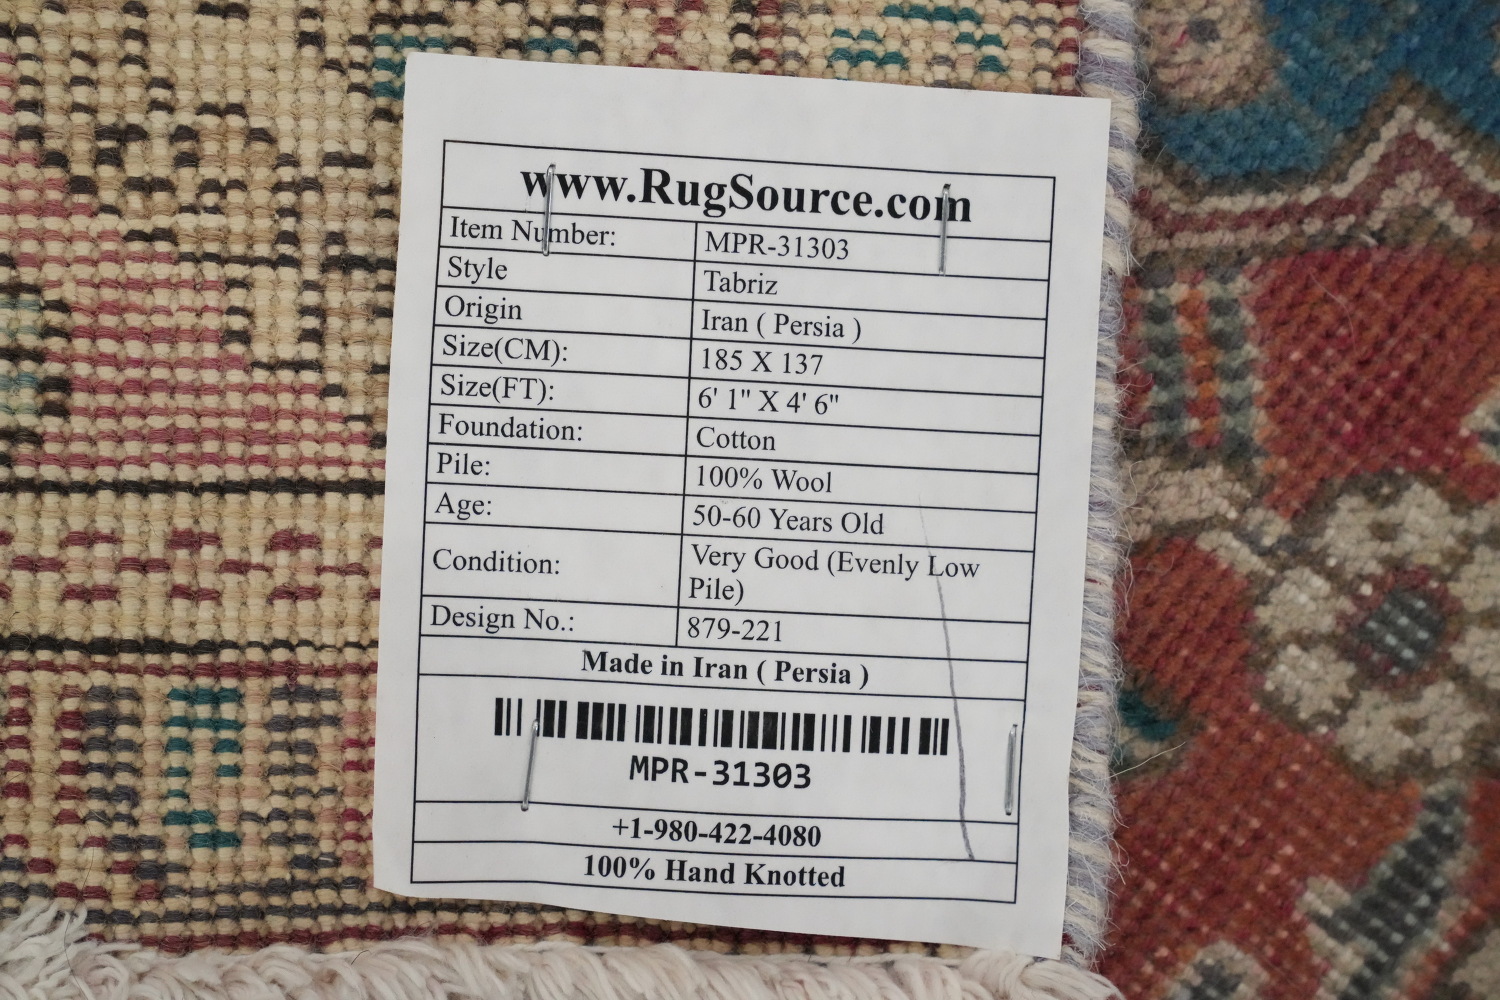 www.RugSource.com
Item Number: MPR-31303
Style Tabriz
Origin Iran ( Persia )
Size(CM): 185 X 137
Size(FT): 6' 1" X 4' 6"
Foundation: Cotton
Pile: 100% Wool
Age: 50-60 Years Old
Condition: Very Good (Evenly Low
Pile)
Design No.: 879-221
Made in Iran ( Persia )
MPR-31303
+1-980-422-4080
100% Hand Knotted